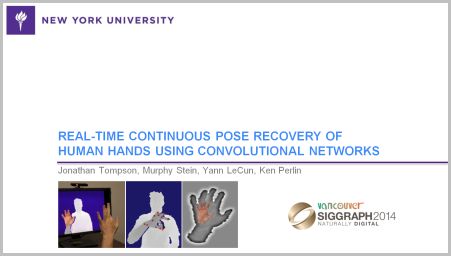 NEW YORK UNIVERSITY
REAL-TIME CONTINUOUS POSE RECOVERY OF
HUMAN HANDS USING CONVOLUTIONAL NETWORKS
Jonathan Tompson, Murphy Stein, Yann LeCun, Ken Perlin
vancouver
SIGGRAPH2014
NATURALLY DIGITAL